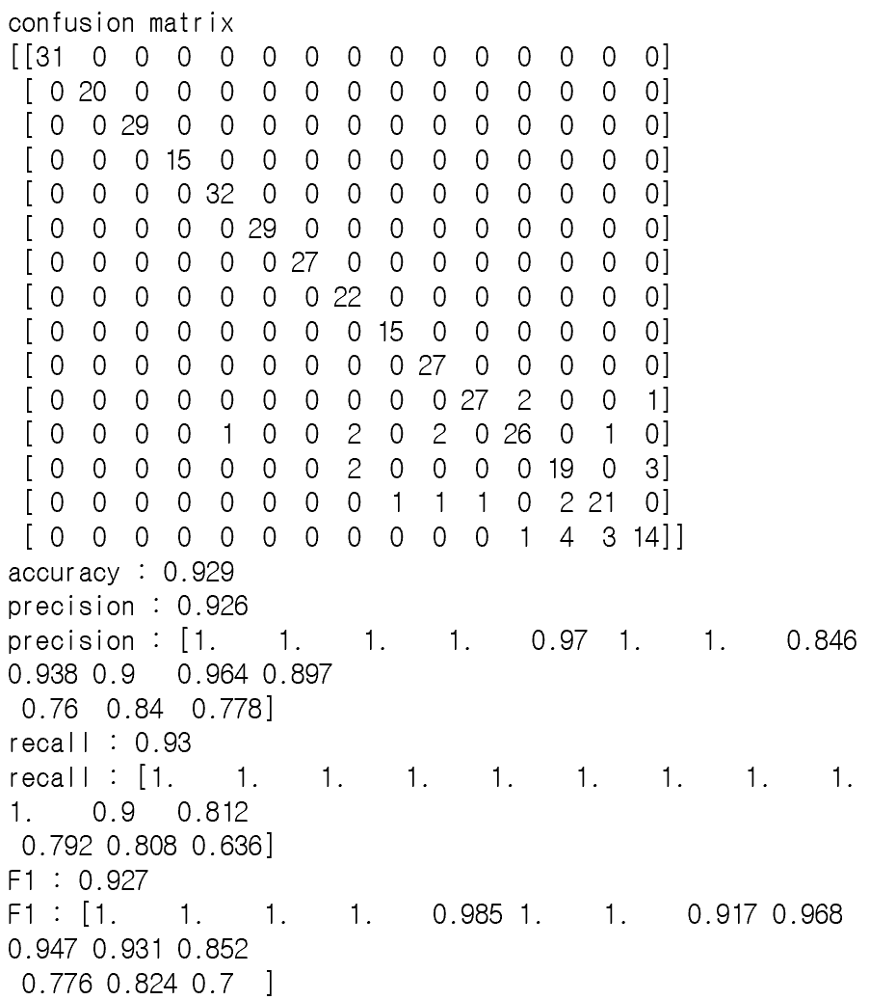 confusion matrix
[[31  0  0  0  0  0  0  0  0  0  0  0  0  0  0]
 [ 0 20  0  0  0  0  0  0  0  0  0  0  0  0  0]
 [ 0  0 29  0  0  0  0  0  0  0  0  0  0  0  0]
 [ 0  0  0 15  0  0  0  0  0  0  0  0  0  0  0]
 [ 0  0  0  0 32  0  0  0  0  0  0  0  0  0  0]
 [ 0  0  0  0  0 29  0  0  0  0  0  0  0  0  0]
 [ 0  0  0  0  0  0 27  0  0  0  0  0  0  0  0]
 [ 0  0  0  0  0  0  0 22  0  0  0  0  0  0  0]
 [ 0  0  0  0  0  0  0  0 15  0  0  0  0  0  0]
 [ 0  0  0  0  0  0  0  0  0 27  0  0  0  0  0]
 [ 0  0  0  0  0  0  0  0  0  0 27  2  0  0  1]
 [ 0  0  0  0  1  0  0  2  0  2  0 26  0  1  0]
 [ 0  0  0  0  0  0  0  2  0  0  0  0 19  0  3]
 [ 0  0  0  0  0  0  0  0  1  1  1  0  2 21  0]
 [ 0  0  0  0  0  0  0  0  0  0  0  1  4  3 14]]
accuracy : 0.929
precision : 0.926
precision : [1.    1.    1.    1.    0.97  1.    1.    0.846
0.938 0.9   0.964 0.897
 0.76  0.84  0.778]
recall : 0.93
recall : [1.    1.    1.    1.    1.    1.    1.    1.    1.
1.    0.9   0.812
 0.792 0.808 0.636]
F1 : 0.927
F1 : [1.    1.    1.    1.    0.985 1.    1.    0.917 0.968
0.947 0.931 0.852
 0.776 0.824 0.7  ]